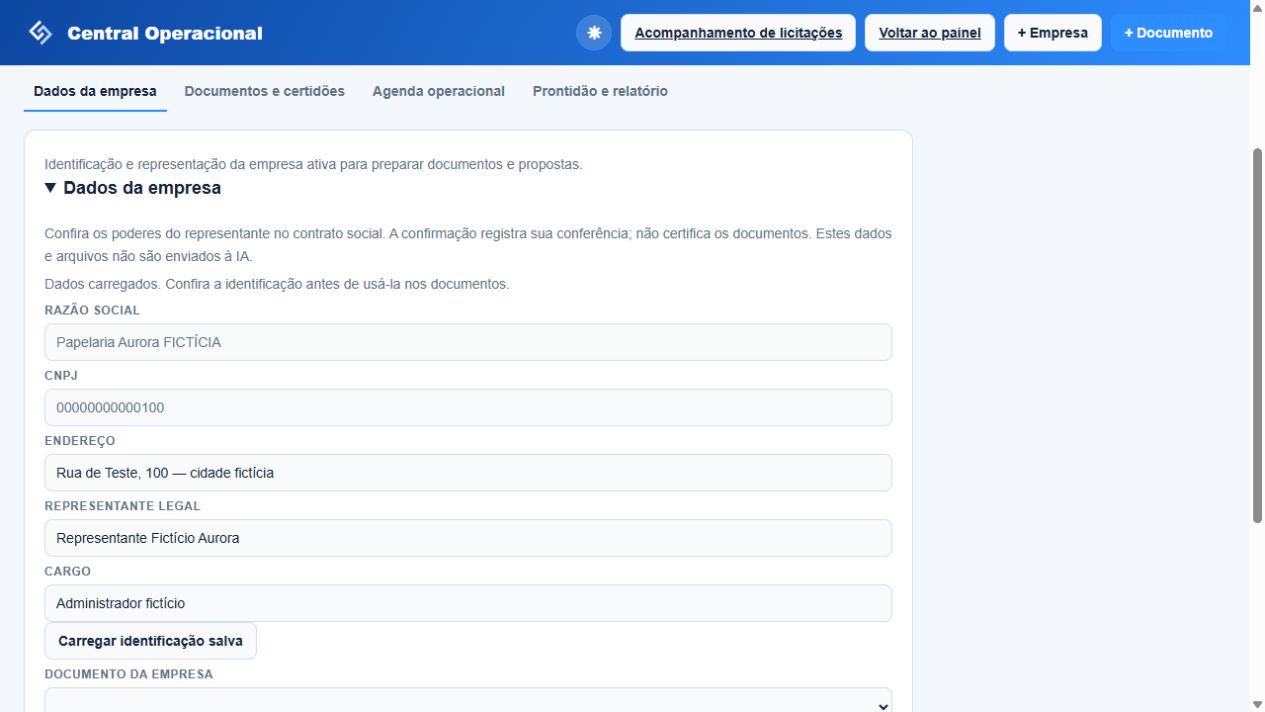 Central Operacional
Acompanhamento de licitações
Voltar ao painel
+ Empresa
+ Documento
Dados da empresa
Documentos e certidões
Agenda operacional
Prontidão e relatório
Identificação e representação da empresa ativa para preparar documentos e propostas.
Dados da empresa
Confira os poderes do representante no contrato social. A confirmação registra sua conferência; não certifica os documentos. Estes dados
e arquivos não são enviados à IA.
Dados carregados. Confira a identificação antes de usá-la nos documentos.
RAZÃO SOCIAL
Papelaria Aurora FICTÍCIA
CNPJ
00000000000100
ENDEREÇO
Rua de Teste, 100 — cidade fictícia
REPRESENTANTE LEGAL
Representante Fictício Aurora
CARGO
Administrador fictício
Carregar identificação salva
DOCUMENTO DA EMPRESA